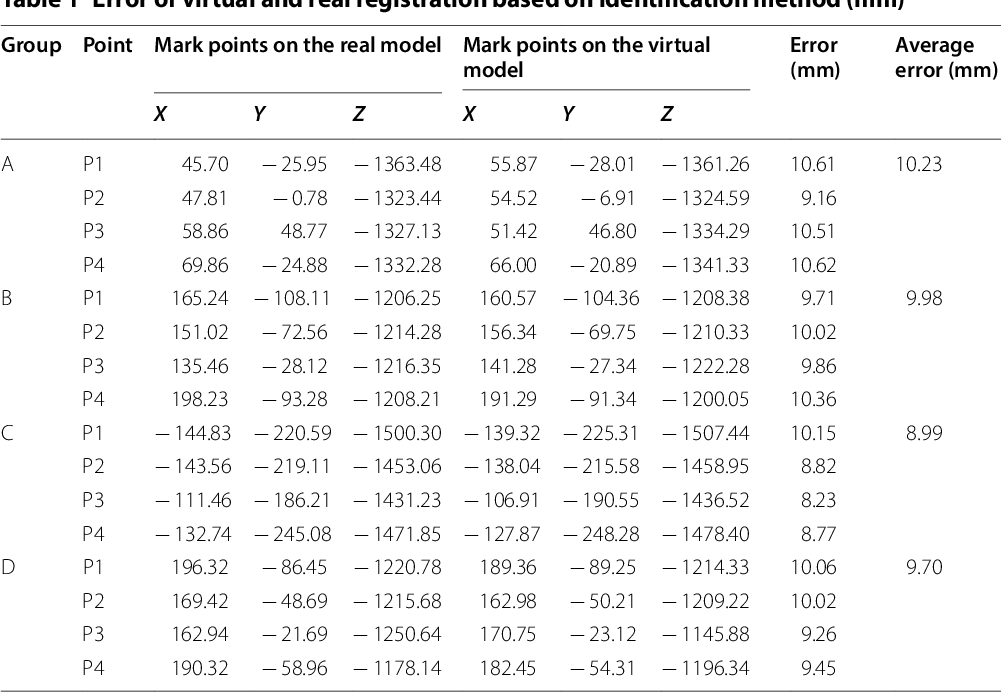 Table 1 Error of virtual and real registration based on identification method (mm)
Group Point Mark points on the real model Mark points on the virtual model Error (mm) Average error (mm)
X Y Z X Y Z
A P1 45.70 − 25.95 − 1363.48 55.87 − 28.01 − 1361.26 10.61 10.23
P2 47.81 − 0.78 − 1323.44 54.52 − 6.91 − 1324.59 9.16
P3 58.86 48.77 − 1327.13 51.42 46.80 − 1334.29 10.51
P4 69.86 − 24.88 − 1332.28 66.00 − 20.89 − 1341.33 10.62
B P1 165.24 − 108.11 − 1206.25 160.57 − 104.36 − 1208.38 9.71 9.98
P2 151.02 − 72.56 − 1214.28 156.34 − 69.75 − 1210.33 10.02
P3 135.46 − 28.12 − 1216.35 141.28 − 27.34 − 1222.28 9.86
P4 198.23 − 93.28 − 1208.21 191.29 − 91.34 − 1200.05 10.36
C P1 − 144.83 − 220.59 − 1500.30 − 139.32 − 225.31 − 1507.44 10.15 8.99
P2 − 143.56 − 219.11 − 1453.06 − 138.04 − 215.58 − 1458.95 8.82
P3 − 111.46 − 186.21 − 1431.23 − 106.91 − 190.55 − 1436.52 8.23
P4 − 132.74 − 245.08 − 1471.85 − 127.87 − 248.28 − 1478.40 8.77
D P1 196.32 − 86.45 − 1220.78 189.36 − 89.25 − 1214.33 10.06 9.70
P2 169.42 − 48.69 − 1215.68 162.98 − 50.21 − 1209.22 10.02
P3 162.94 − 21.69 − 1250.64 170.75 − 23.12 − 1145.88 9.26
P4 190.32 − 58.96 − 1178.14 182.45 − 54.31 − 1196.34 9.45